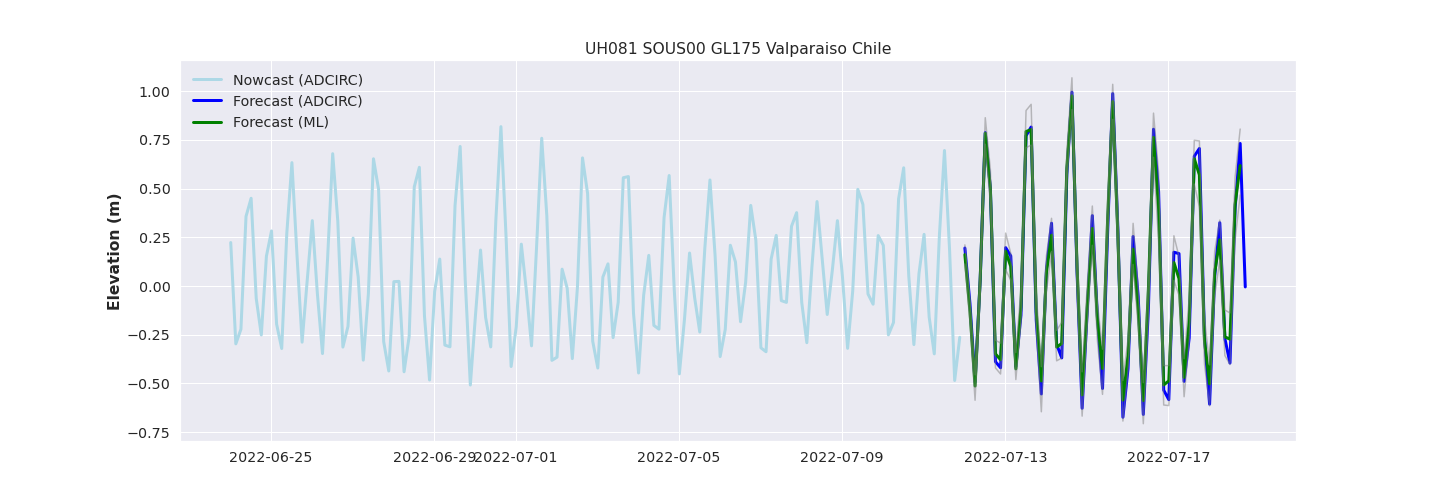 UH081 SOUS00 GL175 Valparaiso Chile
Nowcast (ADCIRC)
Forecast (ADCIRC)
Forecast (ML)
Elevation (m)
1.00
0.75
0.50
0.25
0.00
−0.25
−0.50
−0.75
2022-06-25 2022-06-29 2022-07-01 2022-07-05 2022-07-09 2022-07-13 2022-07-17